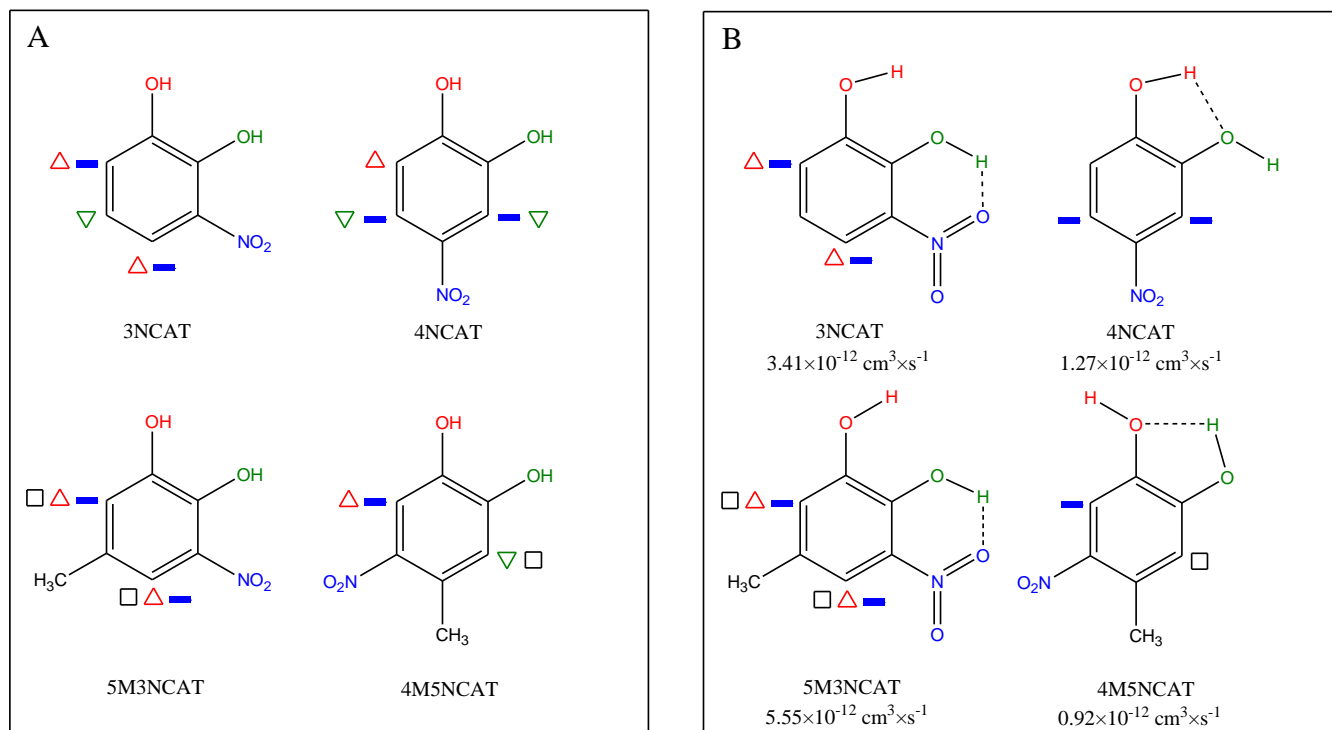 A
OH
OH
NO₂
3NCAT
OH
OH
NO₂
4NCAT
OH
OH
H₃C
NO₂
5M3NCAT
OH
OH
O₂N
CH₃
4M5NCAT
B
O H
O
H
O
N
O
3NCAT
3.41×10⁻¹² cm³×s⁻¹
H
O
O
H
NO₂
4NCAT
1.27×10⁻¹² cm³×s⁻¹
H
O
O
H
O
H₃C
N
O
5M3NCAT
5.55×10⁻¹² cm³×s⁻¹
H
O H
O
O₂N
CH₃
4M5NCAT
0.92×10⁻¹² cm³×s⁻¹